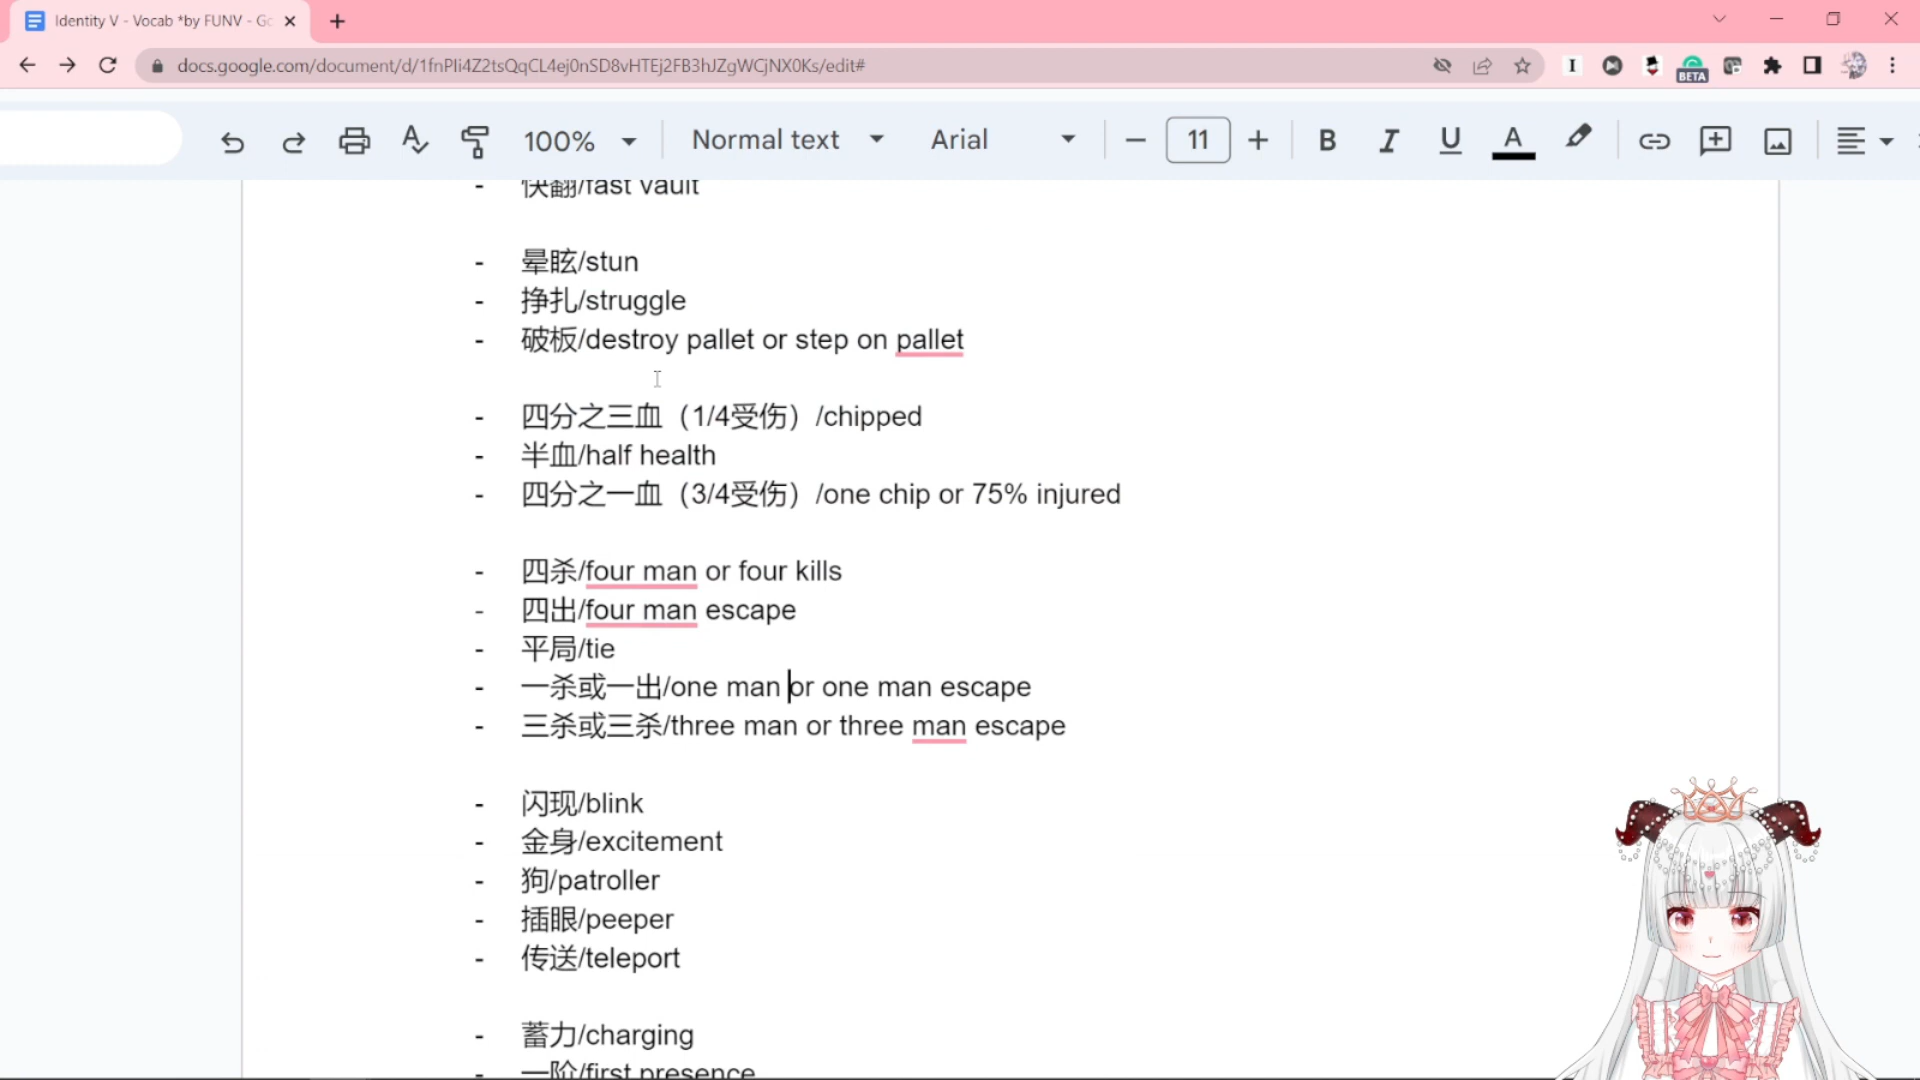 Identity V - Vocab *by FUNV - Go
docs.google.com/document/d/1fnPIi4Z2tsQqCL4ej0nSD8vHTEj2FB3hJZgWCjNX0Ks/edit#
BETA
100%
Normal text
Arial
11
B I U A
- 快翻/fast vault
- 晕眩/stun
- 挣扎/struggle
- 破板/destroy pallet or step on pallet
- 四分之三血（1/4受伤）/chipped
- 半血/half health
- 四分之一血（3/4受伤）/one chip or 75% injured
- 四杀/four man or four kills
- 四出/four man escape
- 平局/tie
- 一杀或一出/one man or one man escape
- 三杀或三杀/three man or three man escape
- 闪现/blink
- 金身/excitement
- 狗/patroller
- 插眼/peeper
- 传送/teleport
- 蓄力/charging
- 一阶/first presence